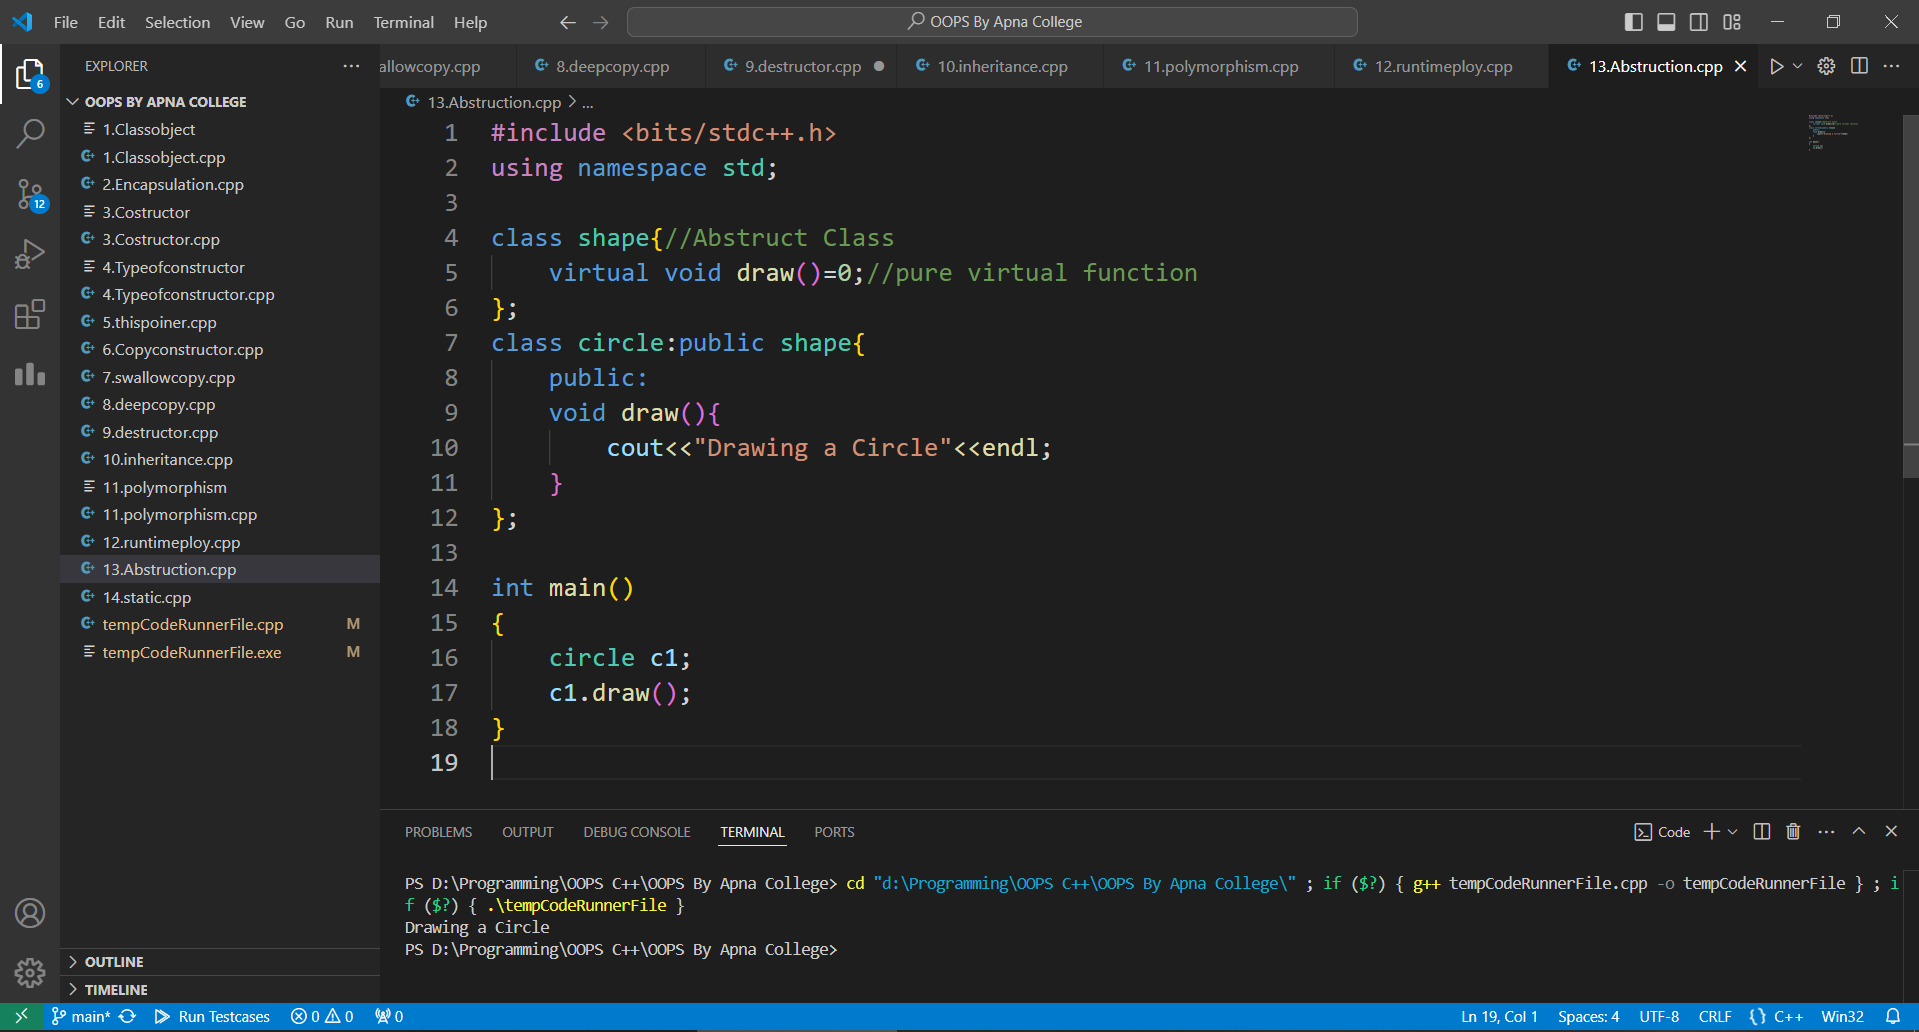 File Edit Selection View Go Run Terminal Help
OOPS By Apna College
6
12
EXPLORER
OOPS BY APNA COLLEGE
1.Classobject
1.Classobject.cpp
2.Encapsulation.cpp
3.Costructor
3.Costructor.cpp
4.Typeofconstructor
4.Typeofconstructor.cpp
5.thispoiner.cpp
6.Copyconstructor.cpp
7.swallowcopy.cpp
8.deepcopy.cpp
9.destructor.cpp
10.inheritance.cpp
11.polymorphism
11.polymorphism.cpp
12.runtimeploy.cpp
13.Abstruction.cpp
14.static.cpp
tempCodeRunnerFile.cpp M
tempCodeRunnerFile.exe M
OUTLINE
TIMELINE
allowcopy.cpp 8.deepcopy.cpp 9.destructor.cpp 10.inheritance.cpp 11.polymorphism.cpp 12.runtimeploy.cpp 13.Abstruction.cpp
13.Abstruction.cpp > ...
1 #include <bits/stdc++.h>
2 using namespace std;
3
4 class shape{//Abstruct Class
5 virtual void draw()=0;//pure virtual function
6 };
7 class circle:public shape{
8 public:
9 void draw(){
10 cout<<"Drawing a Circle"<<endl;
11 }
12 };
13
14 int main()
15 {
16 circle c1;
17 c1.draw();
18 }
19
PROBLEMS OUTPUT DEBUG CONSOLE TERMINAL PORTS
Code
PS D:\Programming\OOPS C++\OOPS By Apna College> cd "d:\Programming\OOPS C++\OOPS By Apna College\" ; if ($?) { g++ tempCodeRunnerFile.cpp -o tempCodeRunnerFile } ; i
f ($?) { .\tempCodeRunnerFile }
Drawing a Circle
PS D:\Programming\OOPS C++\OOPS By Apna College>
main* Run Testcases 0 0 0 Ln 19, Col 1 Spaces: 4 UTF-8 CRLF {} C++ Win32